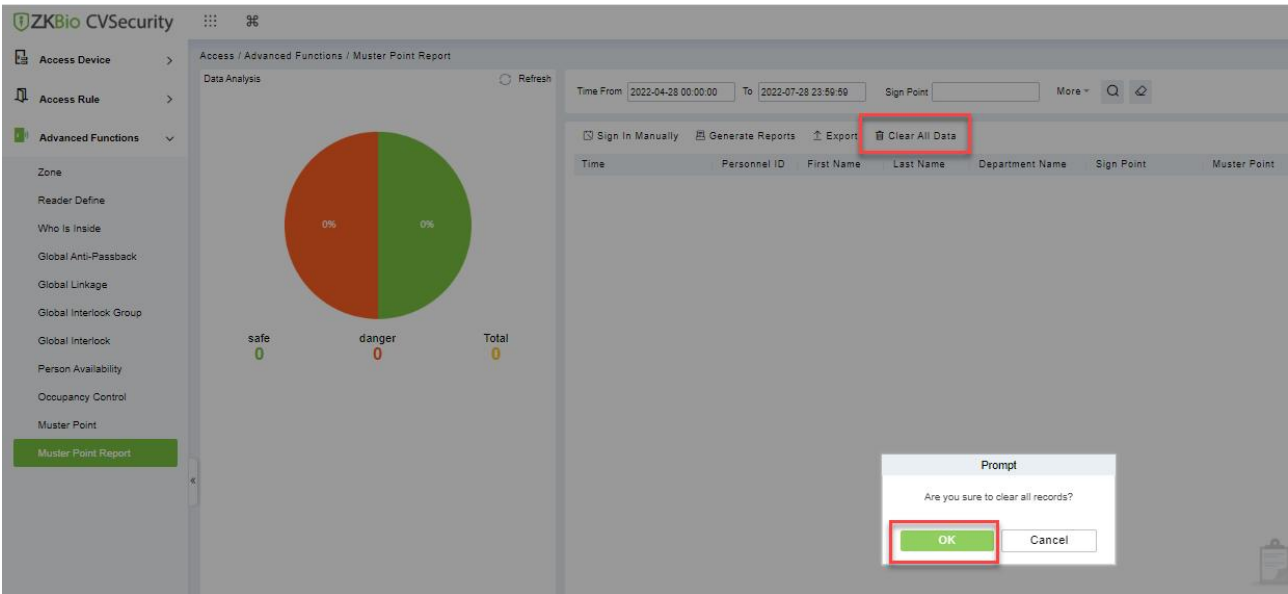 ZKBio CVSecurity
Access Device
Access Rule
Advanced Functions
Zone
Reader Define
Who Is Inside
Global Anti-Passback
Global Linkage
Global Interlock Group
Global Interlock
Person Availability
Occupancy Control
Muster Point
Muster Point Report
Access / Advanced Functions / Muster Point Report
Data Analysis Refresh
0% 0%
safe danger Total
0 0 0
Time From 2022-04-28 00:00:00 To 2022-07-28 23:59:59 Sign Point More
Sign In Manually Generate Reports Export Clear All Data
Time Personnel ID First Name Last Name Department Name Sign Point Muster Point
Prompt
Are you sure to clear all records?
OK Cancel